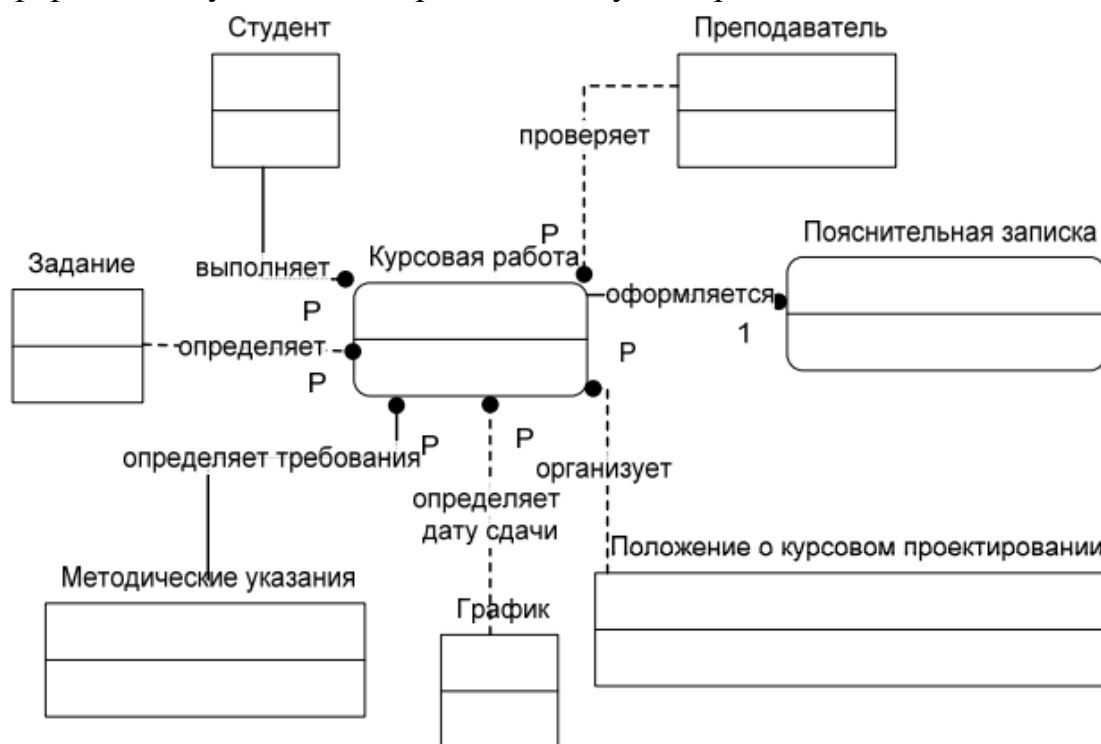 Студент
Преподаватель
проверяет
Р
Пояснительная записка
Задание
выполняет
Курсовая работа
оформляется
Р
1
определяет
Р
Р
определяет требования
Р
Р
организует
определяет
дату сдачи
Положение о курсовом проектировании
Методические указания
График